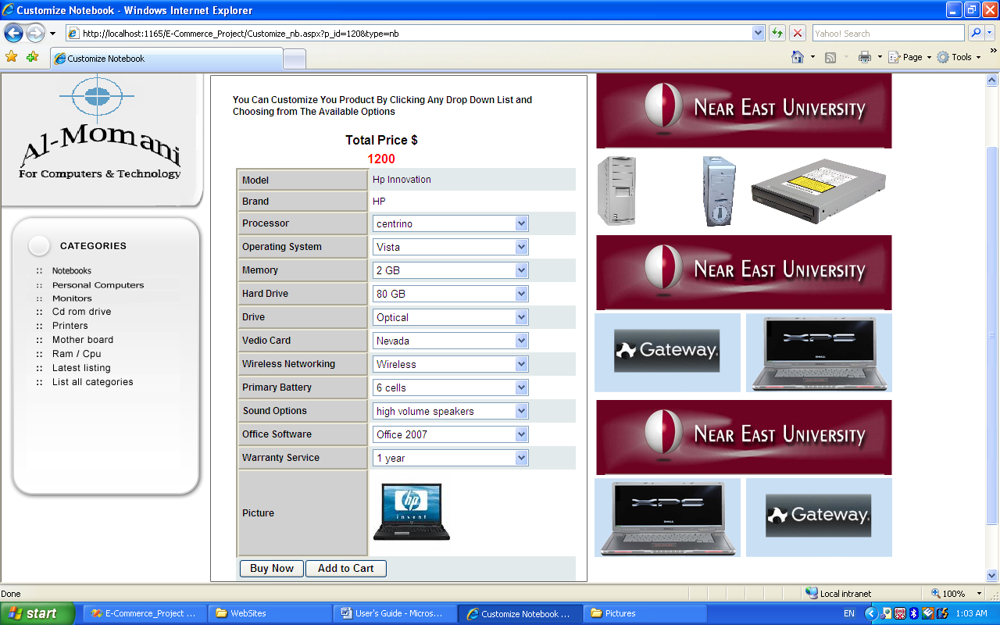 Customize Notebook - Windows Internet Explorer
http://localhost:1165/E-Commerce_Project/Customize_nb.aspx?p_id=120&type=nb
Yahoo! Search
Customize Notebook
Page
Tools
Al-Momani
For Computers & Technology
CATEGORIES
:: Notebooks
:: Personal Computers
:: Monitors
:: Cd rom drive
:: Printers
:: Mother board
:: Ram / Cpu
:: Latest listing
:: List all categories
You Can Customize You Product By Clicking Any Drop Down List and
Choosing from The Available Options
Total Price $
1200
Model Hp Innovation
Brand HP
Processor centrino
Operating System Vista
Memory 2 GB
Hard Drive 80 GB
Drive Optical
Vedio Card Nevada
Wireless Networking Wireless
Primary Battery 6 cells
Sound Options high volume speakers
Office Software Office 2007
Warranty Service 1 year
Picture
hp
invent
Buy Now Add to Cart
NEAR EAST UNIVERSITY
NEAR EAST UNIVERSITY
Gateway.
XPS
DELL
NEAR EAST UNIVERSITY
XPS
DELL
Gateway.
Done
Local intranet
100%
start
E-Commerce_Project ...
WebSites
User's Guide - Micros...
Customize Notebook ...
Pictures
EN
1:03 AM